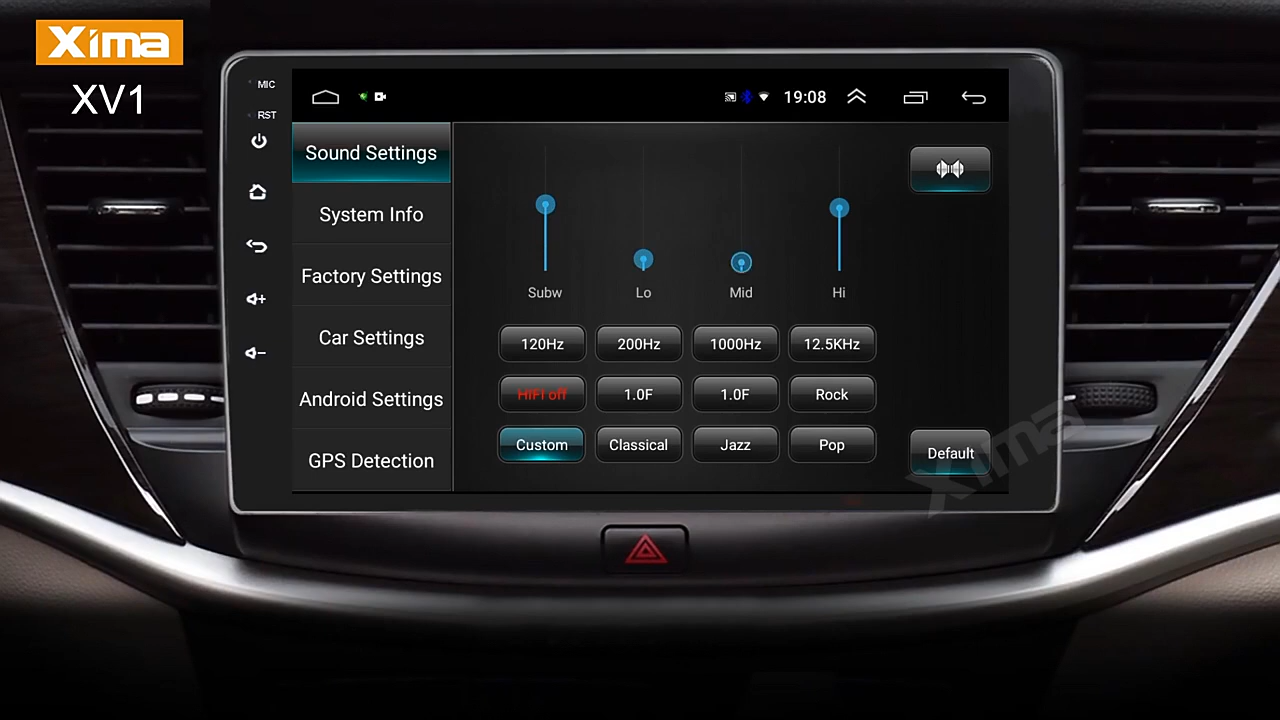 Xima
XV1
MIC
RST
19:08
Sound Settings
System Info
Factory Settings
Car Settings
Android Settings
GPS Detection
Subw Lo Mid Hi
120Hz 200Hz 1000Hz 12.5KHz
HIFI off 1.0F 1.0F Rock
Custom Classical Jazz Pop
Default
Xima